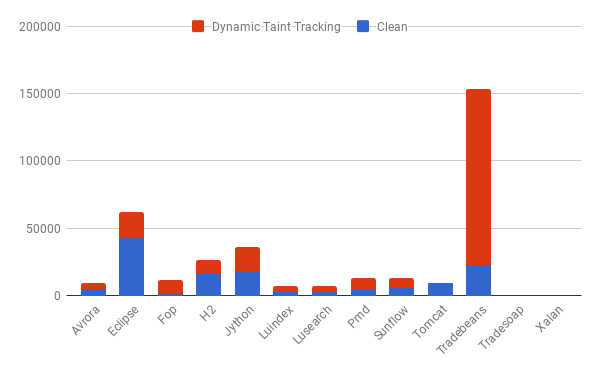 Dynamic Taint Tracking Clean
200000
150000
100000
50000
0
Avrora
Eclipse
Fop
H2
Jython
Luindex
Lusearch
Pmd
Sunflow
Tomcat
Tradebeans
Tradesoap
Xalan